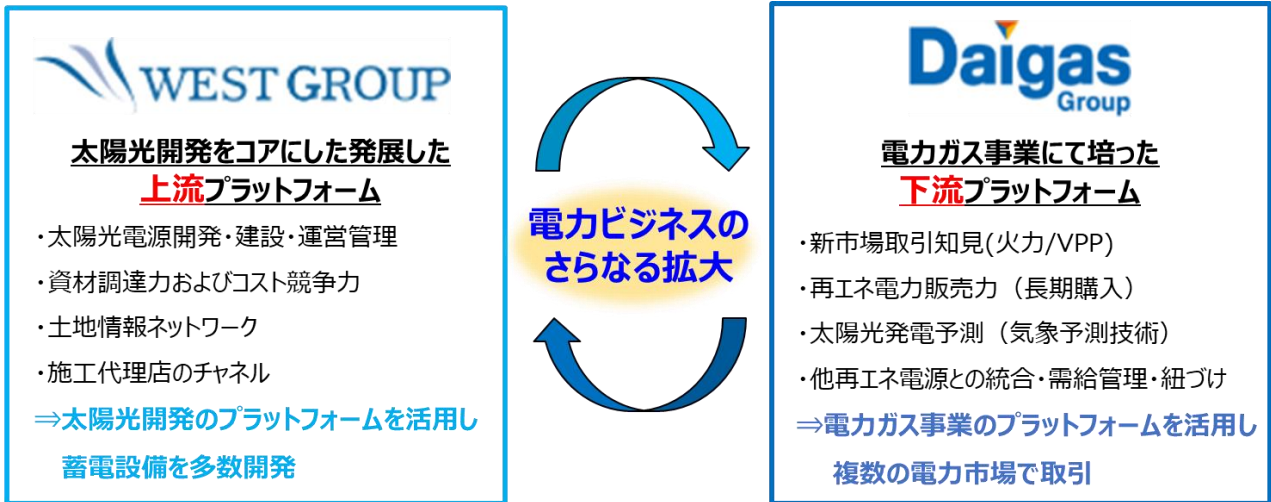 WEST GROUP
太陽光開発をコアにした発展した
上流プラットフォーム
・太陽光電源開発・建設・運営管理
・資材調達力およびコスト競争力
・土地情報ネットワーク
・施工代理店のチャネル
⇒太陽光開発のプラットフォームを活用し
蓄電設備を多数開発
電力ビジネスの
さらなる拡大
Daigas
Group
電力ガス事業にて培った
下流プラットフォーム
・新市場取引知見(火力/VPP)
・再エネ電力販売力（長期購入）
・太陽光発電予測（気象予測技術）
・他再エネ電源との統合・需給管理・紐づけ
⇒電力ガス事業のプラットフォームを活用し
複数の電力市場で取引